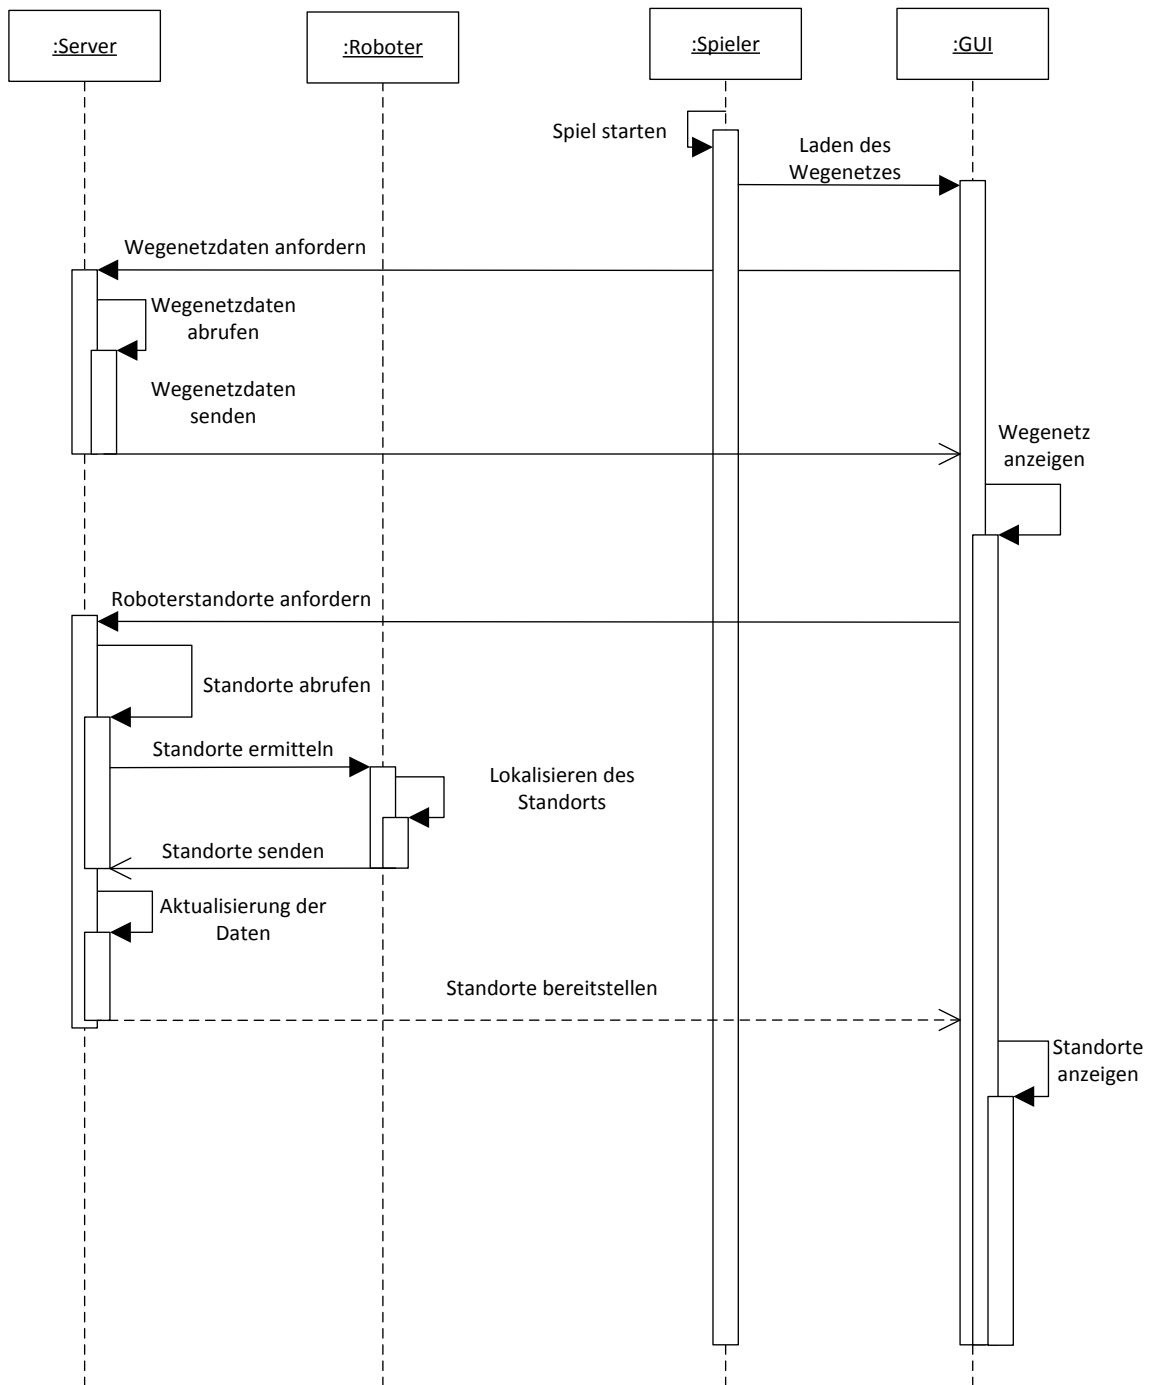 :Server
:Roboter
:Spieler
:GUI
Spiel starten
Laden des
Wegenetzes
Wegenetzdaten anfordern
Wegenetzdaten
abrufen
Wegenetzdaten
senden
Wegenetz
anzeigen
Roboterstandorte anfordern
Standorte abrufen
Standorte ermitteln
Lokalisieren des
Standorts
Standorte senden
Aktualisierung der
Daten
Standorte bereitstellen
Standorte
anzeigen